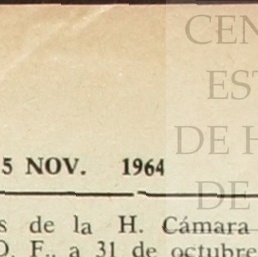 CEN
EST
DE H
5 NOV. 1964
DE
s de la H. Cámara
D. F., a 31 de octubre